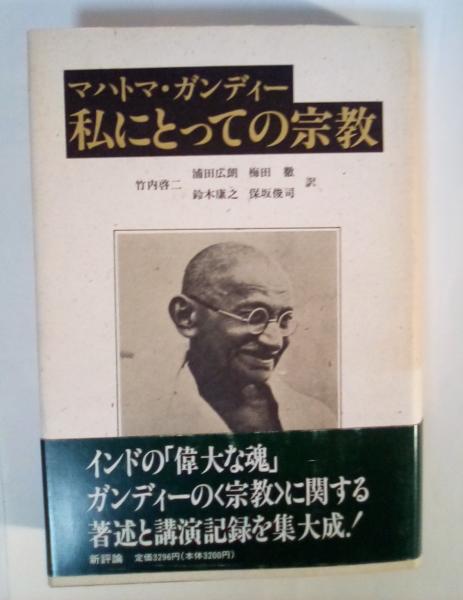 マハトマ・ガンディー
私にとっての宗教
竹内啓二 浦田広朗 梅田徹 訳
鈴木康之 保坂俊司
インドの「偉大な魂」
ガンディーの〈宗教〉に関する
著述と講演記録を集大成!
新評論 定価3296円(本体3200円)